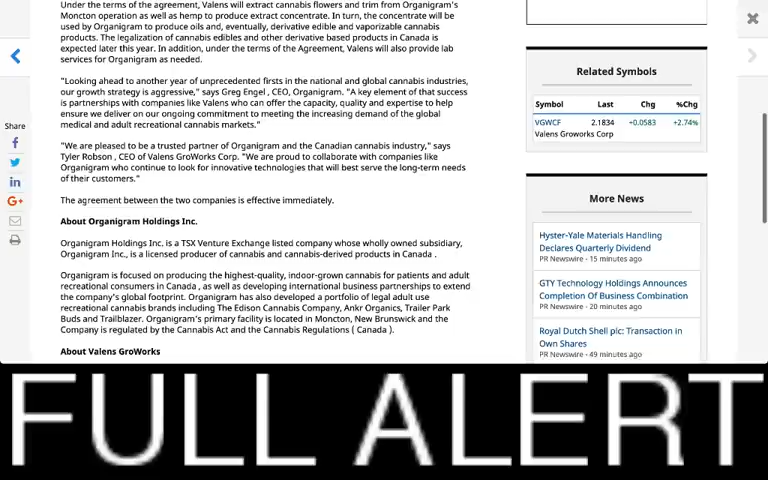 Under the terms of the agreement, Valens will extract cannabis flowers and trim from Organigram's
Moncton operation as well as hemp to produce extract concentrate. In turn, the concentrate will be
used by Organigram to produce oils and, eventually, derivative edible and vaporizable cannabis
products. The legalization of cannabis edibles and other derivative based products in Canada is
expected later this year. In addition, under the terms of the Agreement, Valens will also provide lab
services for Organigram as needed.
"Looking ahead to another year of unprecedented firsts in the national and global cannabis industries,
our growth strategy is aggressive," says Greg Engel , CEO, Organigram. "A key element of that success
is partnerships with companies like Valens who can offer the capacity, quality and expertise to help
ensure we deliver on our ongoing commitment to meeting the increasing demand of the global
medical and adult recreational cannabis markets."
"We are pleased to be a trusted partner of Organigram and the Canadian cannabis industry," says
Tyler Robson , CEO of Valens GroWorks Corp. "We are proud to collaborate with companies like
Organigram who continue to look for innovative technologies that will best serve the long-term needs
of their customers."
The agreement between the two companies is effective immediately.
About Organigram Holdings Inc.
Organigram Holdings Inc. is a TSX Venture Exchange listed company whose wholly owned subsidiary,
Organigram Inc., is a licensed producer of cannabis and cannabis-derived products in Canada .
Organigram is focused on producing the highest-quality, indoor-grown cannabis for patients and adult
recreational consumers in Canada , as well as developing international business partnerships to extend
the company's global footprint. Organigram has also developed a portfolio of legal adult use
recreational cannabis brands including The Edison Cannabis Company, Ankr Organics, Trailer Park
Buds and Trailblazer. Organigram's primary facility is located in Moncton, New Brunswick and the
Company is regulated by the Cannabis Act and the Cannabis Regulations ( Canada ).
About Valens GroWorks
Share
f
in
G+
Related Symbols
Symbol Last Chg %Chg
VGWCF 2.1834 +0.0583 +2.74%
Valens Groworks Corp
More News
Hyster-Yale Materials Handling
Declares Quarterly Dividend
PR Newswire - 15 minutes ago
GTY Technology Holdings Announces
Completion Of Business Combination
PR Newswire - 20 minutes ago
Royal Dutch Shell plc: Transaction in
Own Shares
PR Newswire - 49 minutes ago
FULL ALERT